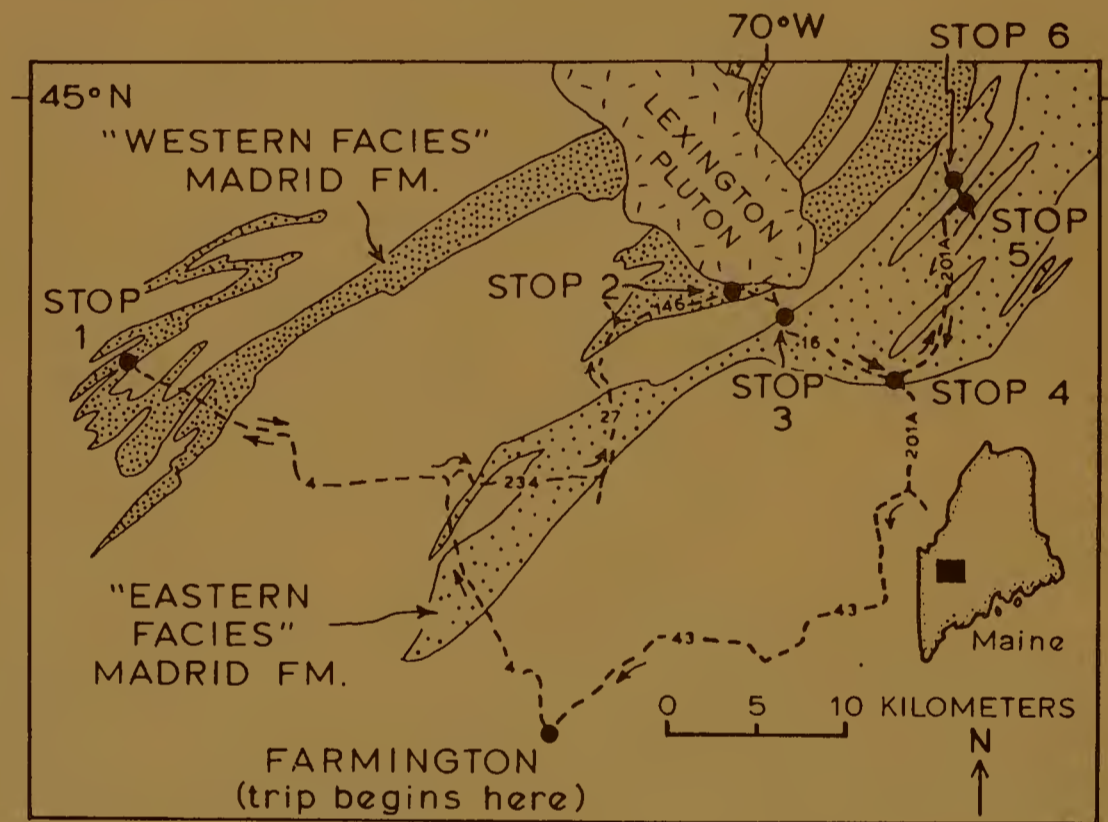 70°W
STOP 6
45°N
"WESTERN FACIES"
MADRID FM.
LEXINGTON
PLUTON
STOP
1
STOP 2
146
STOP
5
201A
16
STOP
3
STOP 4
27
201A
4
234
"EASTERN
FACIES"
MADRID FM.
43
43
4
Maine
0 5 10 KILOMETERS
N
FARMINGTON
(trip begins here)